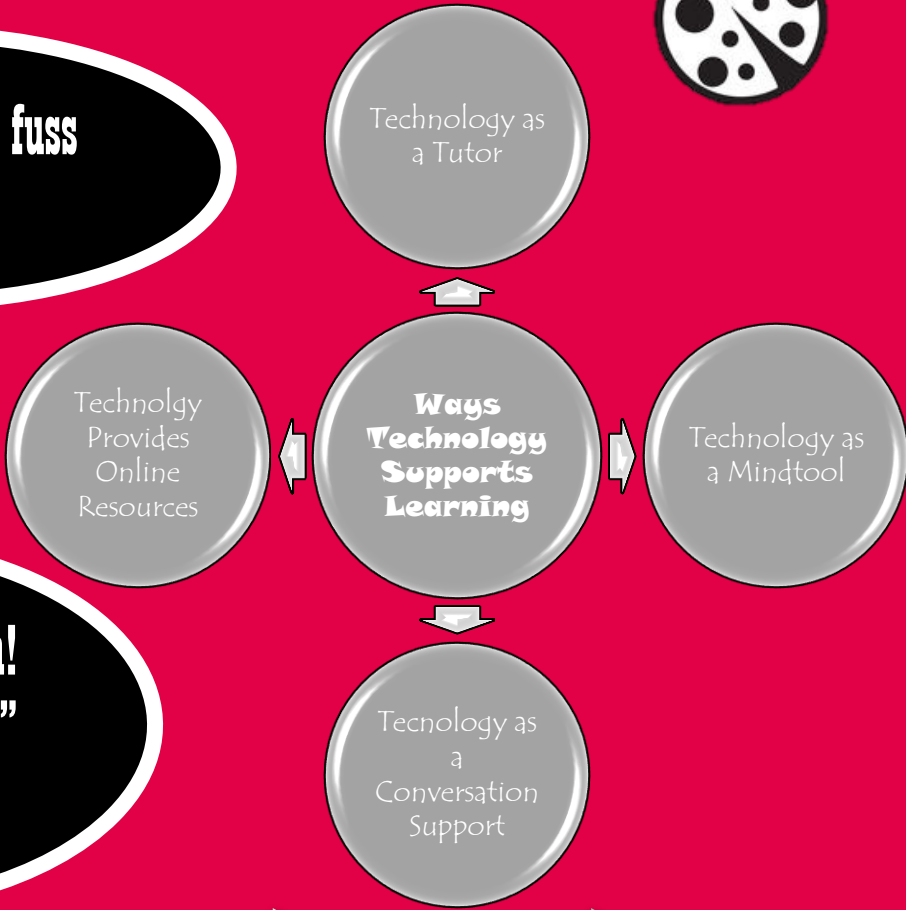 fuss
Technology as
a Tutor
Technolgy
Provides
Online
Resources
Ways
Technology
Supports
Learning
Technology as
a Mindtool
!
”
Tecnology as
a
Conversation
Support